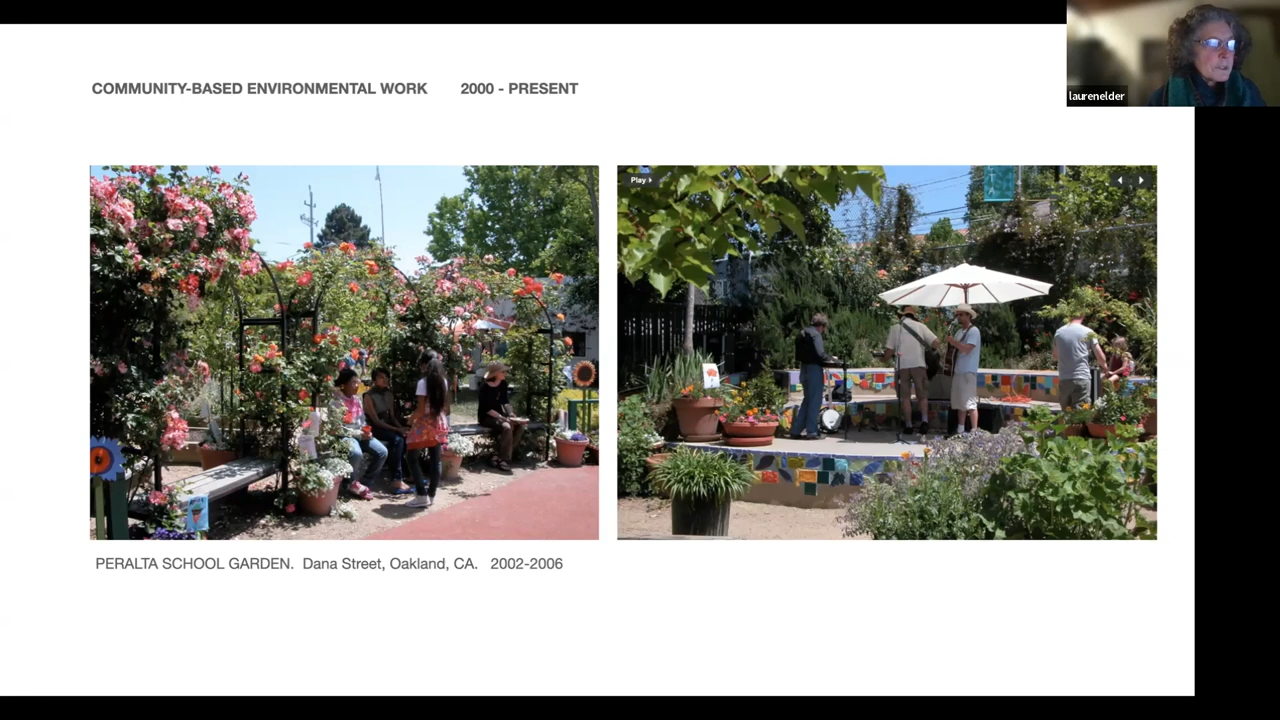 laurenelder
COMMUNITY-BASED ENVIRONMENTAL WORK 2000 - PRESENT
Play
PERALTA SCHOOL GARDEN. Dana Street, Oakland, CA. 2002-2006